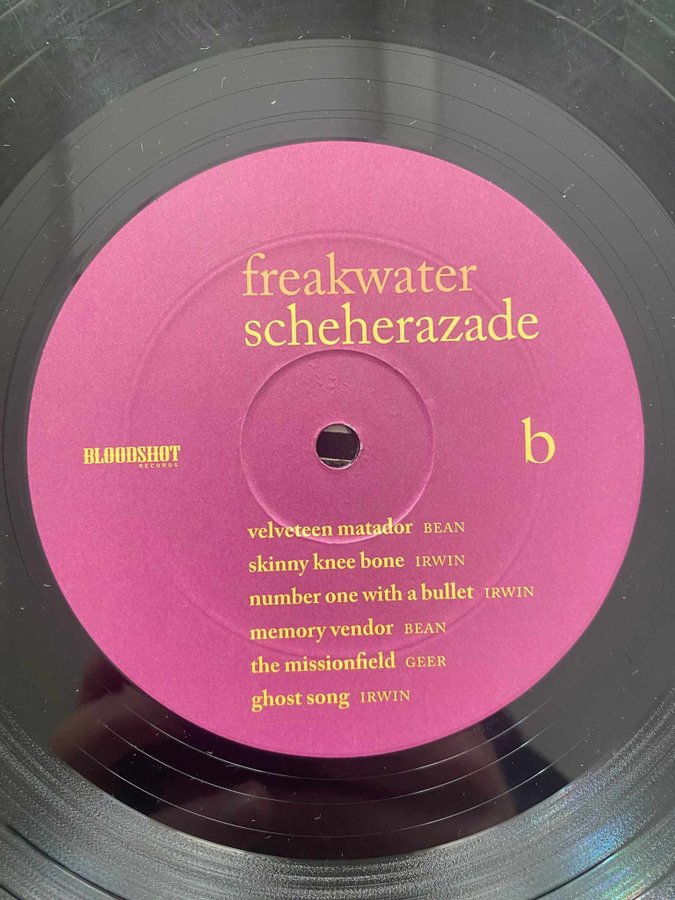 freakwater
scheherazade
BLOODSHOT
RECORDS
b
velveteen matador BEAN
skinny knee bone IRWIN
number one with a bullet IRWIN
memory vendor BEAN
the missionfield GEER
ghost song IRWIN